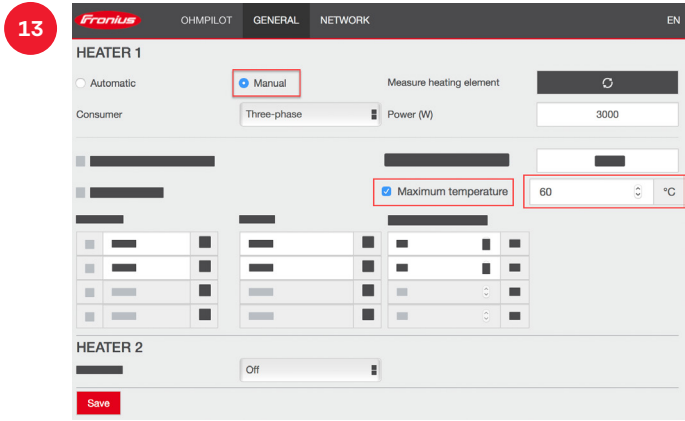 13
Fronius OHMPILOT GENERAL NETWORK EN
HEATER 1
Automatic Manual Measure heating element
Consumer Three-phase Power (W) 3000
Maximum temperature 60 °C
HEATER 2
Off
Save